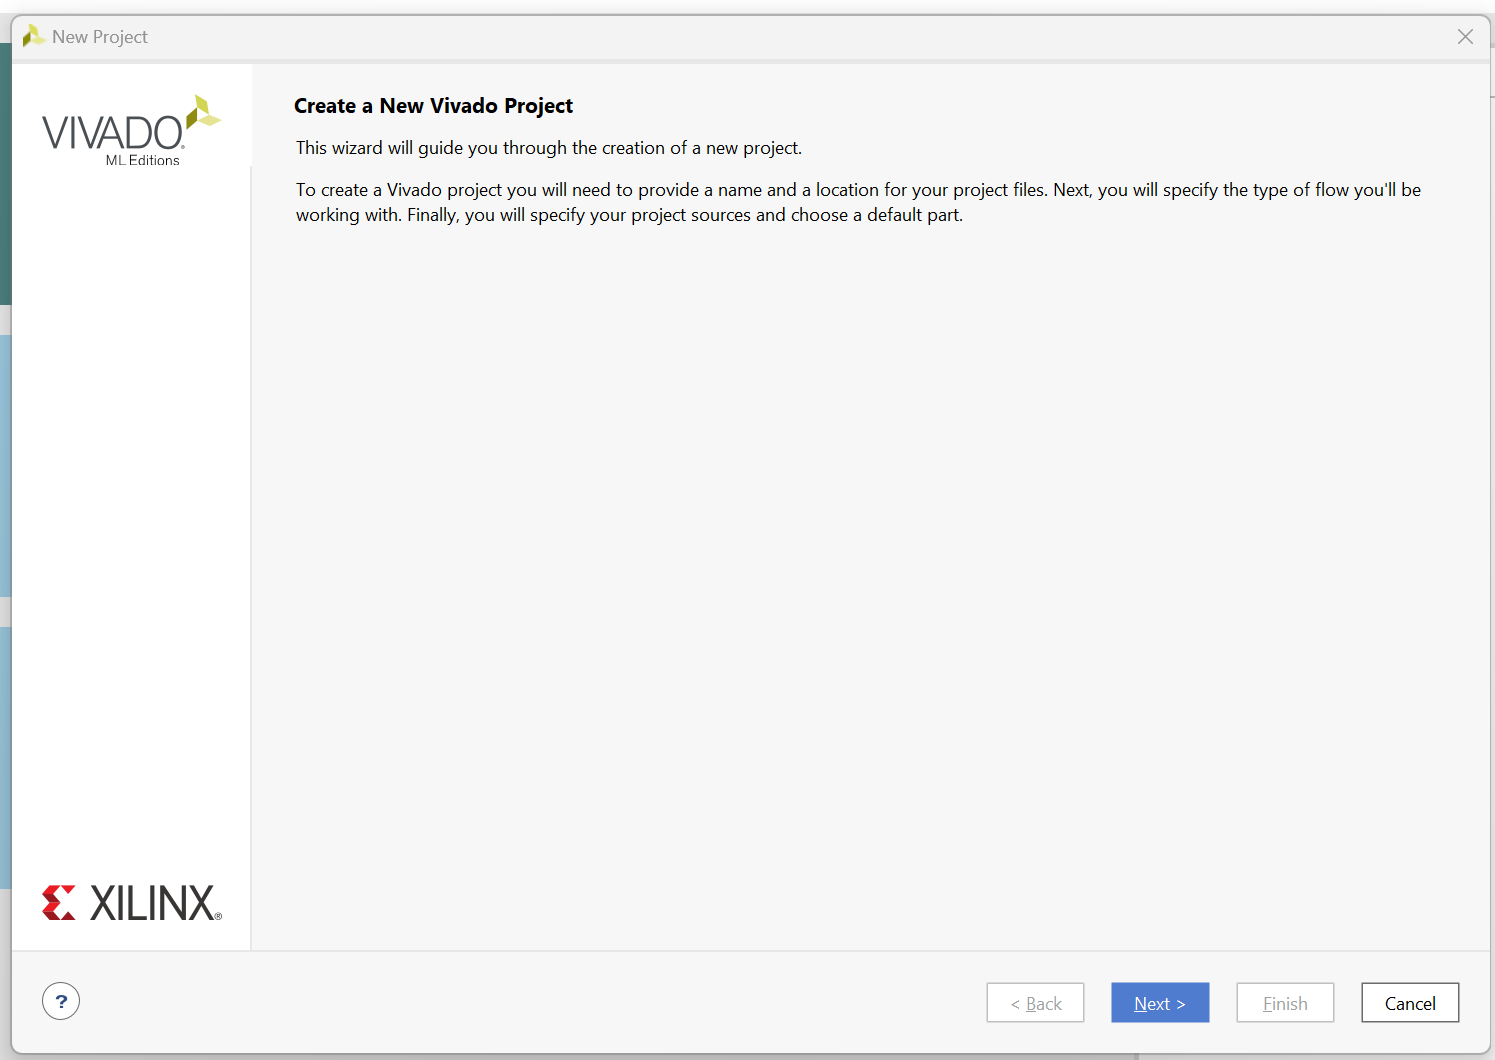 New Project
VIVADO
ML Editions
Create a New Vivado Project
This wizard will guide you through the creation of a new project.
To create a Vivado project you will need to provide a name and a location for your project files. Next, you will specify the type of flow you'll be
working with. Finally, you will specify your project sources and choose a default part.
XILINX®
?
< Back
Next >
Finish
Cancel